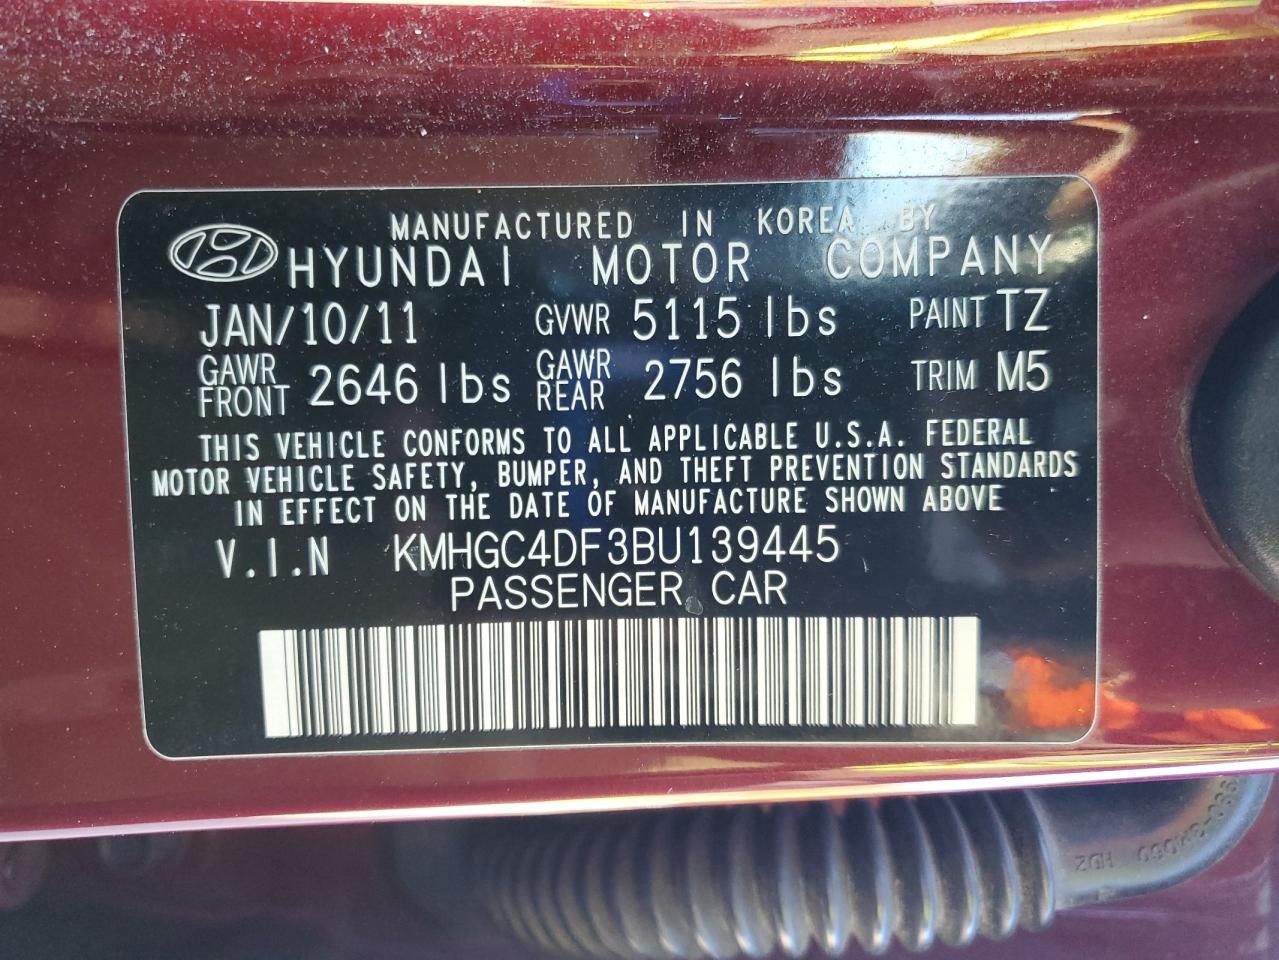 MANUFACTURED IN KOREA BY
HYUNDAI MOTOR COMPANY
JAN/10/11 GVWR 5115 lbs PAINT TZ
GAWR FRONT 2646 lbs GAWR REAR 2756 lbs TRIM M5
THIS VEHICLE CONFORMS TO ALL APPLICABLE U.S.A. FEDERAL
MOTOR VEHICLE SAFETY, BUMPER, AND THEFT PREVENTION STANDARDS
IN EFFECT ON THE DATE OF MANUFACTURE SHOWN ABOVE
V.I.N KMHGC4DF3BU139445
PASSENGER CAR
HDZ